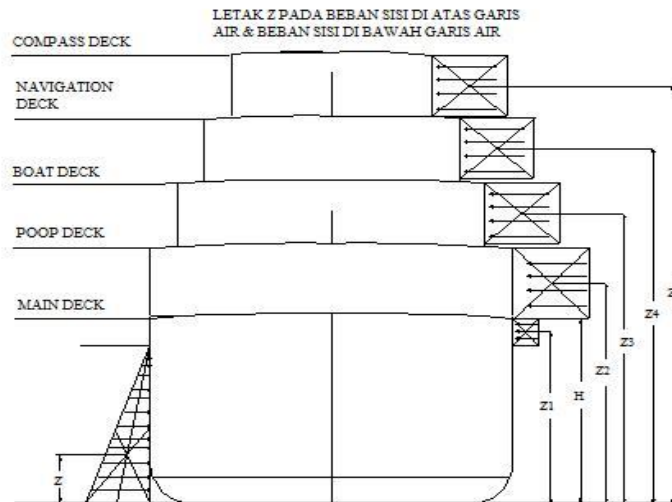 LETAK Z PADA BEBAN SISI DI ATAS GARIS
AIR & BEBAN SISI DI BAWAH GARIS AIR
COMPASS DECK
NAVIGATION
DECK
BOAT DECK
POOP DECK
MAIN DECK
Z4
Z3
Z2
H
Z1
Z